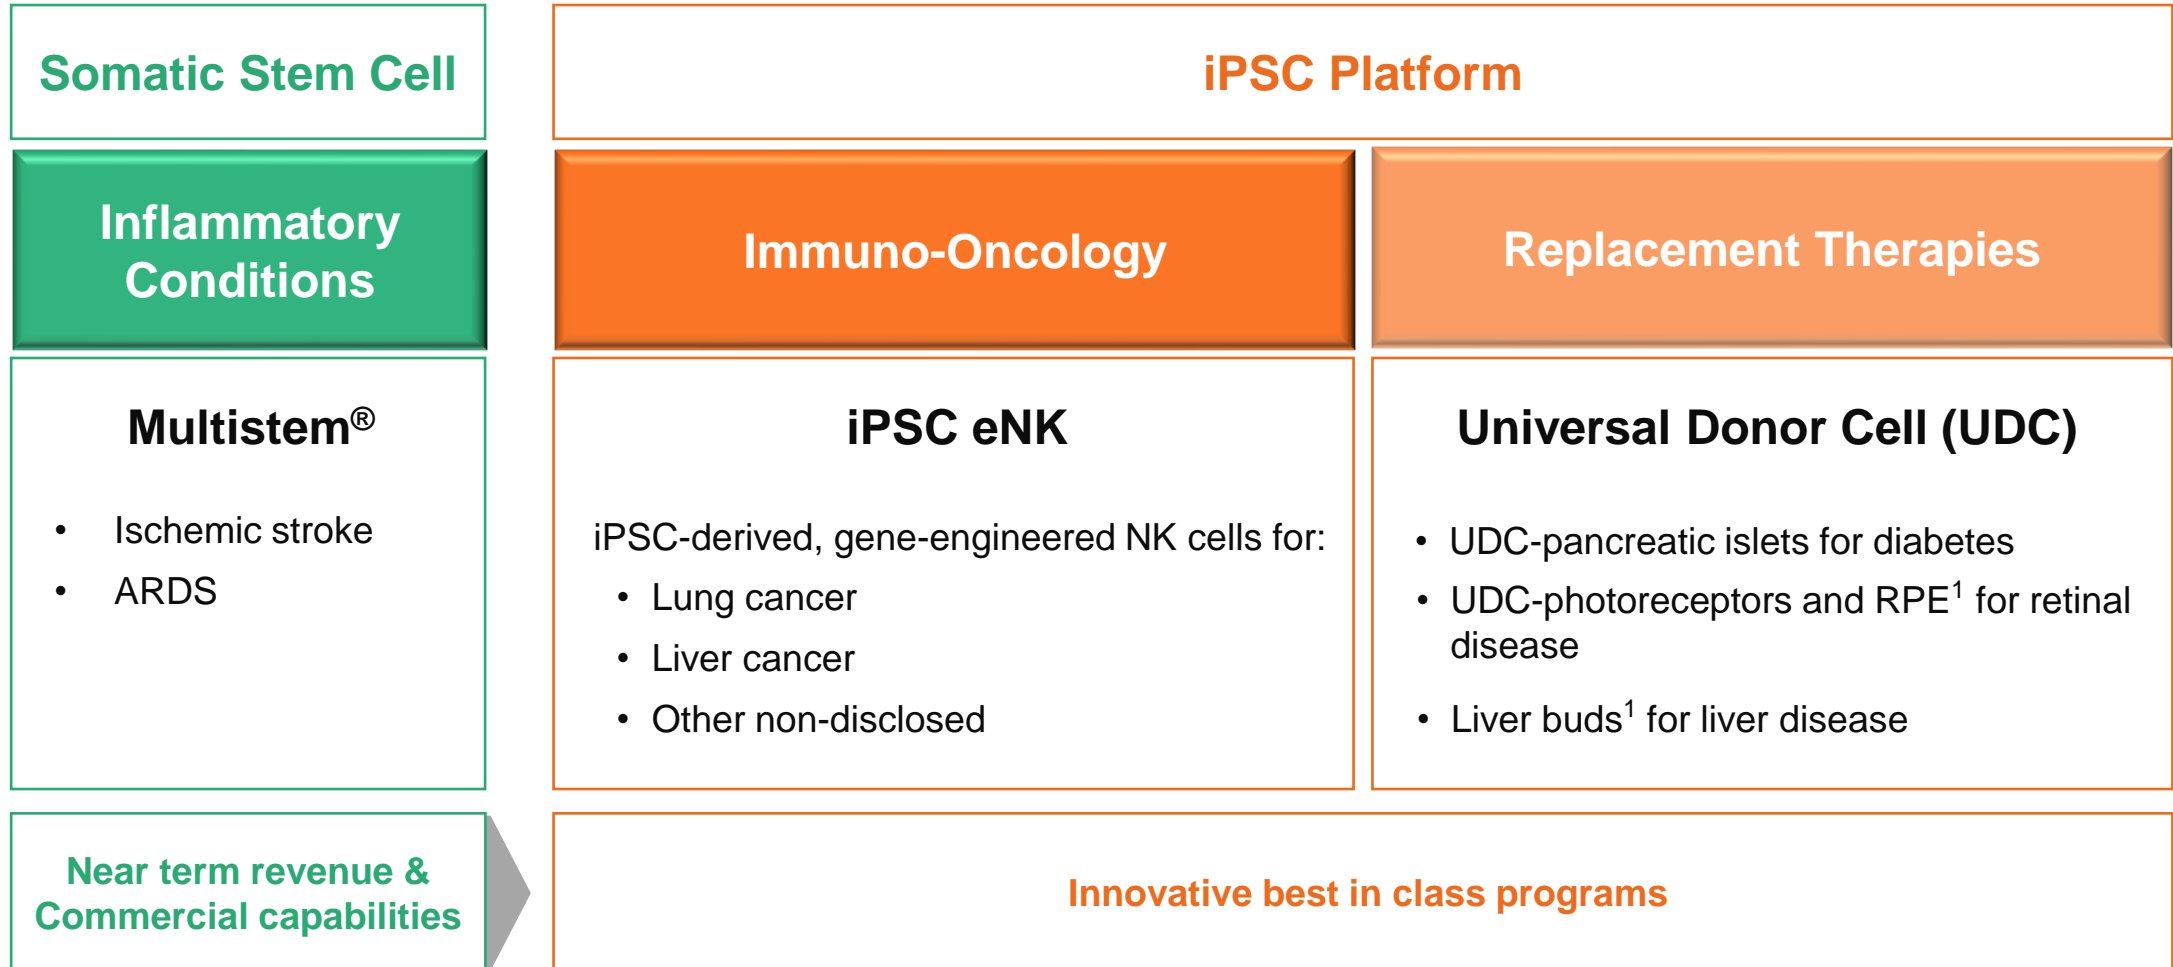 Somatic Stem Cell
iPSC Platform
Inflammatory
Conditions
Immuno-Oncology
Replacement Therapies
Multistem®
• Ischemic stroke
• ARDS
iPSC eNK
iPSC-derived, gene-engineered NK cells for:
• Lung cancer
• Liver cancer
• Other non-disclosed
Universal Donor Cell (UDC)
• UDC-pancreatic islets for diabetes
• UDC-photoreceptors and RPE¹ for retinal
disease
• Liver buds¹ for liver disease
Near term revenue &
Commercial capabilities
Innovative best in class programs